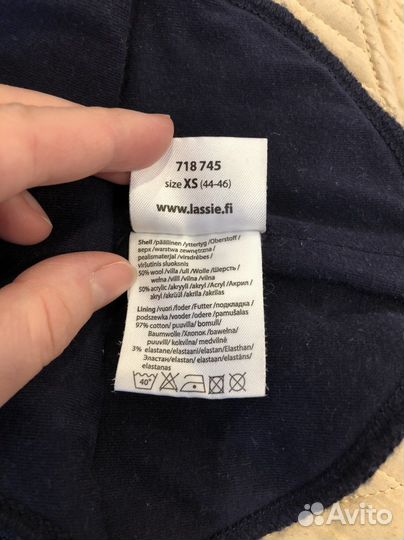 718 745
size XS (44-46)
www.lassie.fi
Shell/päällinen/yttertyg/Oberstoff/
верх/warstwa zewnętrzna/
pealismaterjal/virsdrēbes/
viršutinis sluoksnis
50% wool/villa/ull/Wolle/Шерсть/
wełna/vill/vilna/vilna
50% acrylic/akryyli/akryl/Acryl/Акрил/
akryl/akrüül/akrils/akrilas
Lining/vuori/foder/Futter/подкладка/
podszewka/vooder/odere/pamušalas
97% cotton/puuvilla/bomull/
Baumwolle/Хлопок/bawełna/
puuvill/kokvilna/medvilnė
3% elastane/elastaani/elastan/Elasthan/
Эластан/elastan/elastaan/elastāns/
elastanas
40°
Avito